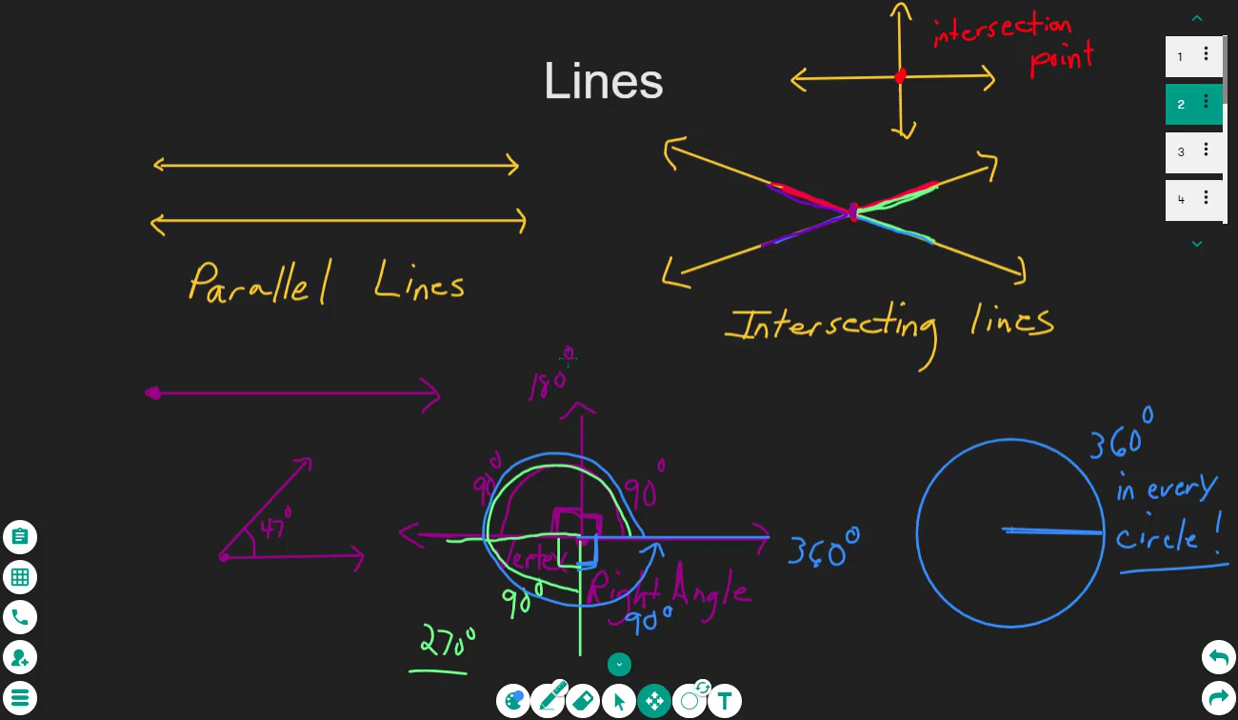 intersection
point
Lines
1
2
3
4
Parallel Lines
Intersecting lines
180°
90°
90°
47°
360°
in every
circle!
360°
Vertex
Right Angle
90°
90°
270°
T